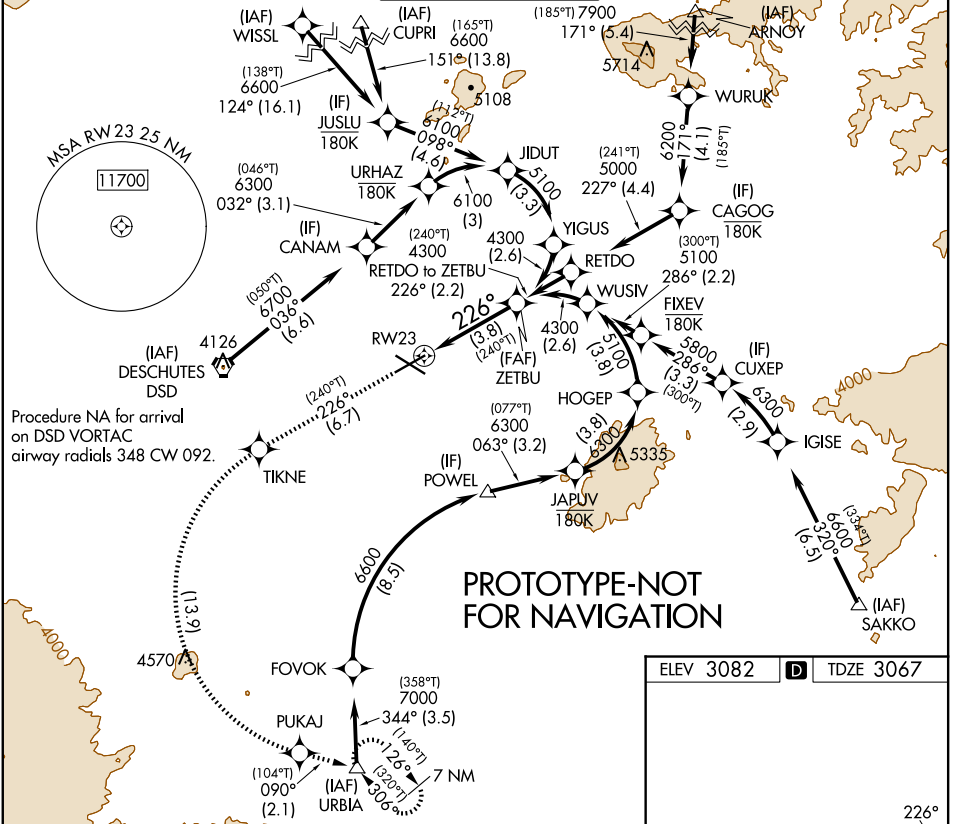 (IAF)
WISSL
(IAF)
CUPRI
(165°T)
6600
151° (13.8)
(185°T) 7900
171° (5.4)
(IAF)
ARNOY
5714
(138°T)
6600
124° (16.1)
5108
(IF)
JUSLU
180K
(112°T)
6100
098°
(4.6)
WURUK
6200
171°
(4.1)
(185°T)
MSA RW23 25 NM
11700
(046°T)
6300
032° (3.1)
URHAZ
180K
JIDUT
5100
(3.3)
(241°T)
5000
227° (4.4)
6100
(3)
(IF)
CAGOG
180K
(IF)
CANAM
(240°T)
4300
RETDO to ZETBU
226° (2.2)
4300
(2.6)
YIGUS
RETDO
(300°T)
5100
286° (2.2)
(050°T)
6700
036°
(6.6)
WUSIV
FIXEV
180K
226°
(3.8)
(240°T)
(FAF)
ZETBU
4300
(2.6)
5100
(3.8)
5800
286°
(3.3)
(300°T)
(IF)
CUXEP
RW23
4126
(IAF)
DESCHUTES
DSD
Procedure NA for arrival
on DSD VORTAC
airway radials 348 CW 092.
(240°T)
226°
(6.7)
HOGEP
6300
(2.9)
4000
(077°T)
6300
063° (3.2)
(3.8)
6300
5335
IGISE
TIKNE
(IF)
POWEL
JAPUV
180K
(334°T)
6600
320°
(6.5)
6600
(8.5)
PROTOTYPE-NOT
FOR NAVIGATION
(IAF)
SAKKO
(13.9)
4000
4570
FOVOK
ELEV 3082
D
TDZE 3067
(358°T)
7000
344° (3.5)
PUKAJ
(140°T)
126°
(320°T)
306°
7 NM
(104°T)
090°
(2.1)
(IAF)
URBIA
226°